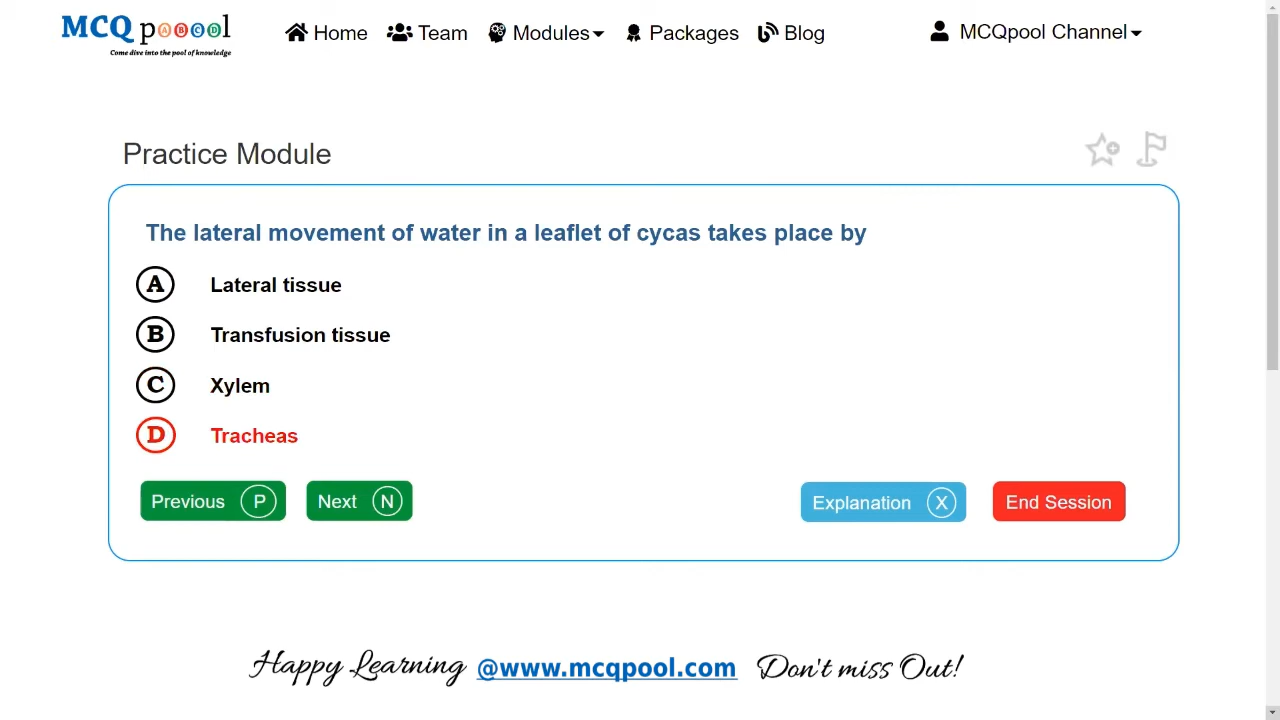 MCQ pABCDl
Come dive into the pool of knowledge
Home Team Modules Packages Blog MCQpool Channel
Practice Module
The lateral movement of water in a leaflet of cycas takes place by
A Lateral tissue
B Transfusion tissue
C Xylem
D Tracheas
Previous P Next N Explanation X End Session
Happy Learning @www.mcqpool.com Don't miss Out!